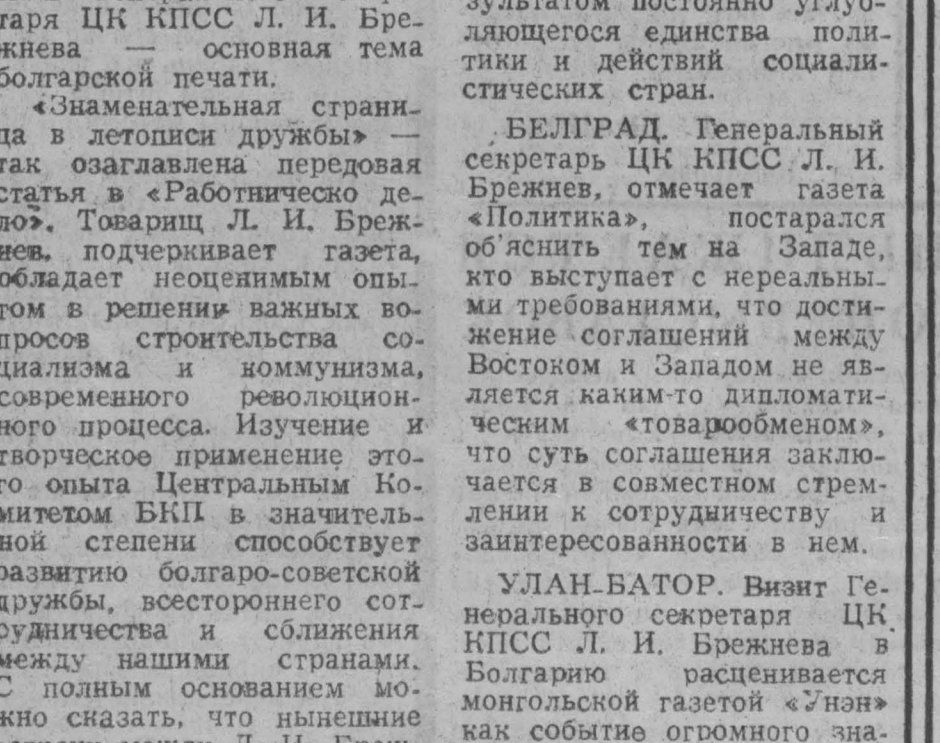 таря ЦК КПСС Л. И. Бре-
жнева — основная тема
болгарской печати.
«Знаменательная страни-
ца в летописи дружбы» —
так озаглавлена передовая
статья в «Работническо де-
ло». Товарищ Л. И. Бреж-
нев, подчеркивает газета,
обладает неоценимым опы-
том в решении важных во-
просов строительства со-
циализма и коммунизма,
современного революцион-
ного процесса. Изучение и
творческое применение это-
го опыта Центральным Ко-
митетом БКП в значитель-
ной степени способствует
развитию болгаро-советской
дружбы, всестороннего сот-
рудничества и сближения
между нашими странами.
С полным основанием мо-
жно сказать, что нынешние
зультатом постоянно углуб-
ляющегося единства поли-
тики и действий социали-
стических стран.
БЕЛГРАД. Генеральный
секретарь ЦК КПСС Л. И.
Брежнев, отмечает газета
«Политика», постарался
об'яснить тем на Западе,
кто выступает с нереальны-
ми требованиями, что дости-
жение соглашений между
Востоком и Западом не яв-
ляется каким-то дипломати-
ческим «товарообменом»,
что суть соглашения заклю-
чается в совместном стрем-
лении к сотрудничеству и
заинтересованности в нем.
УЛАН-БАТОР. Визит Ге-
нерального секретаря ЦК
КПСС Л. И. Брежнева в
Болгарию расценивается
монгольской газетой «Унэн»
как событие огромного зна-